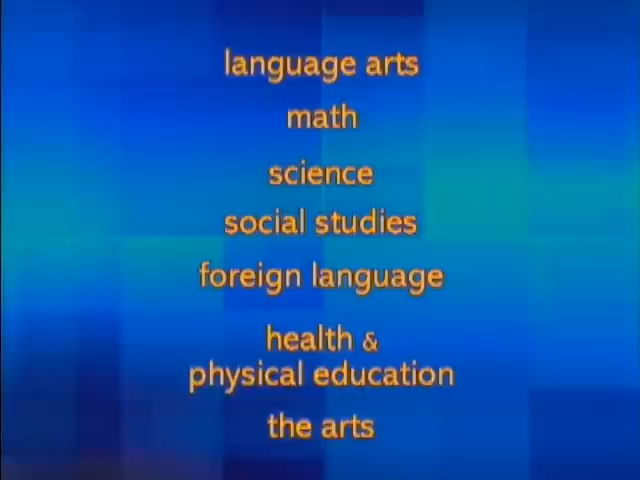 language arts
math
science
social studies
foreign language
health &
physical education
the arts